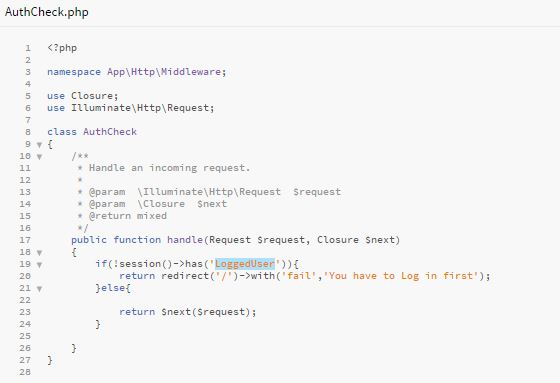 AuthCheck.php
1 <?php
2
3 namespace App\Http\Middleware;
4
5 use Closure;
6 use Illuminate\Http\Request;
7
8 class AuthCheck
9 {
10     /**
11      * Handle an incoming request.
12      *
13      * @param  \Illuminate\Http\Request  $request
14      * @param  \Closure  $next
15      * @return mixed
16      */
17     public function handle(Request $request, Closure $next)
18     {
19         if(!session()->has('LoggedUser')){
20             return redirect('/')->with('fail','You have to Log in first');
21         }else{
22
23             return $next($request);
24         }
25
26     }
27 }
28